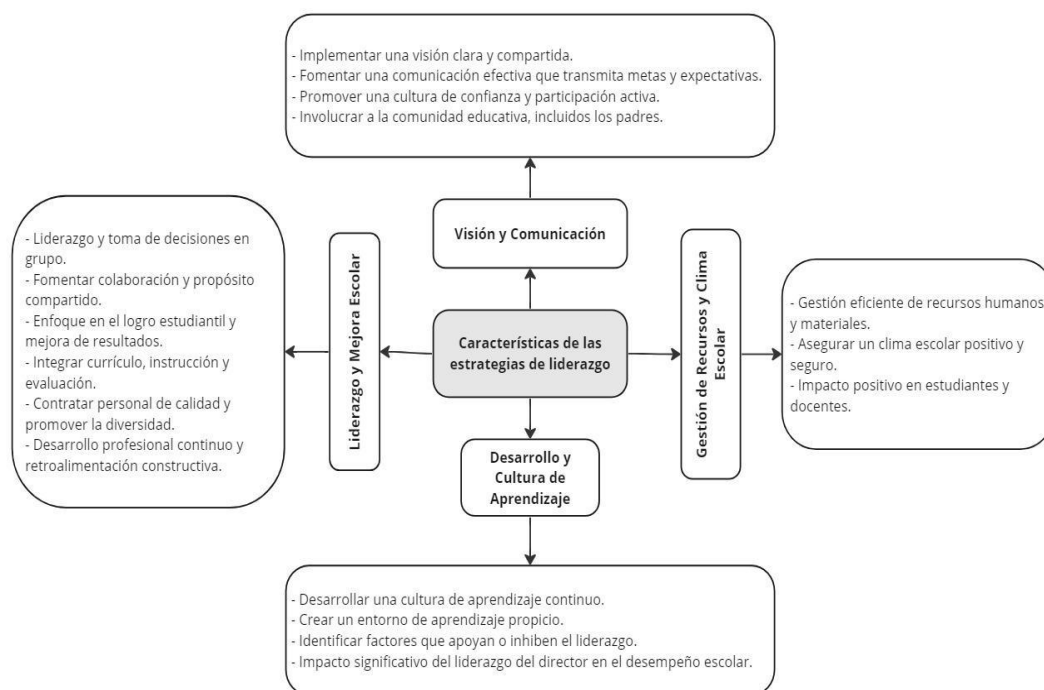 - Implementar una visión clara y compartida.
- Fomentar una comunicación efectiva que transmita metas y expectativas.
- Promover una cultura de confianza y participación activa.
- Involucrar a la comunidad educativa, incluidos los padres.
Visión y Comunicación
- Liderazgo y toma de decisiones en
grupo.
- Fomentar colaboración y propósito
compartido.
- Enfoque en el logro estudiantil y
mejora de resultados.
- Integrar currículo, instrucción y
evaluación.
- Contratar personal de calidad y
promover la diversidad.
- Desarrollo profesional continuo y
retroalimentación constructiva.
Liderazgo y Mejora Escolar
Características de las
estrategias de liderazgo
Gestión de Recursos y Clima
Escolar
- Gestión eficiente de recursos humanos
y materiales.
- Asegurar un clima escolar positivo y
seguro.
- Impacto positivo en estudiantes y
docentes.
Desarrollo y
Cultura de
Aprendizaje
- Desarrollar una cultura de aprendizaje continuo.
- Crear un entorno de aprendizaje propicio.
- Identificar factores que apoyan o inhiben el liderazgo.
- Impacto significativo del liderazgo del director en el desempeño escolar.